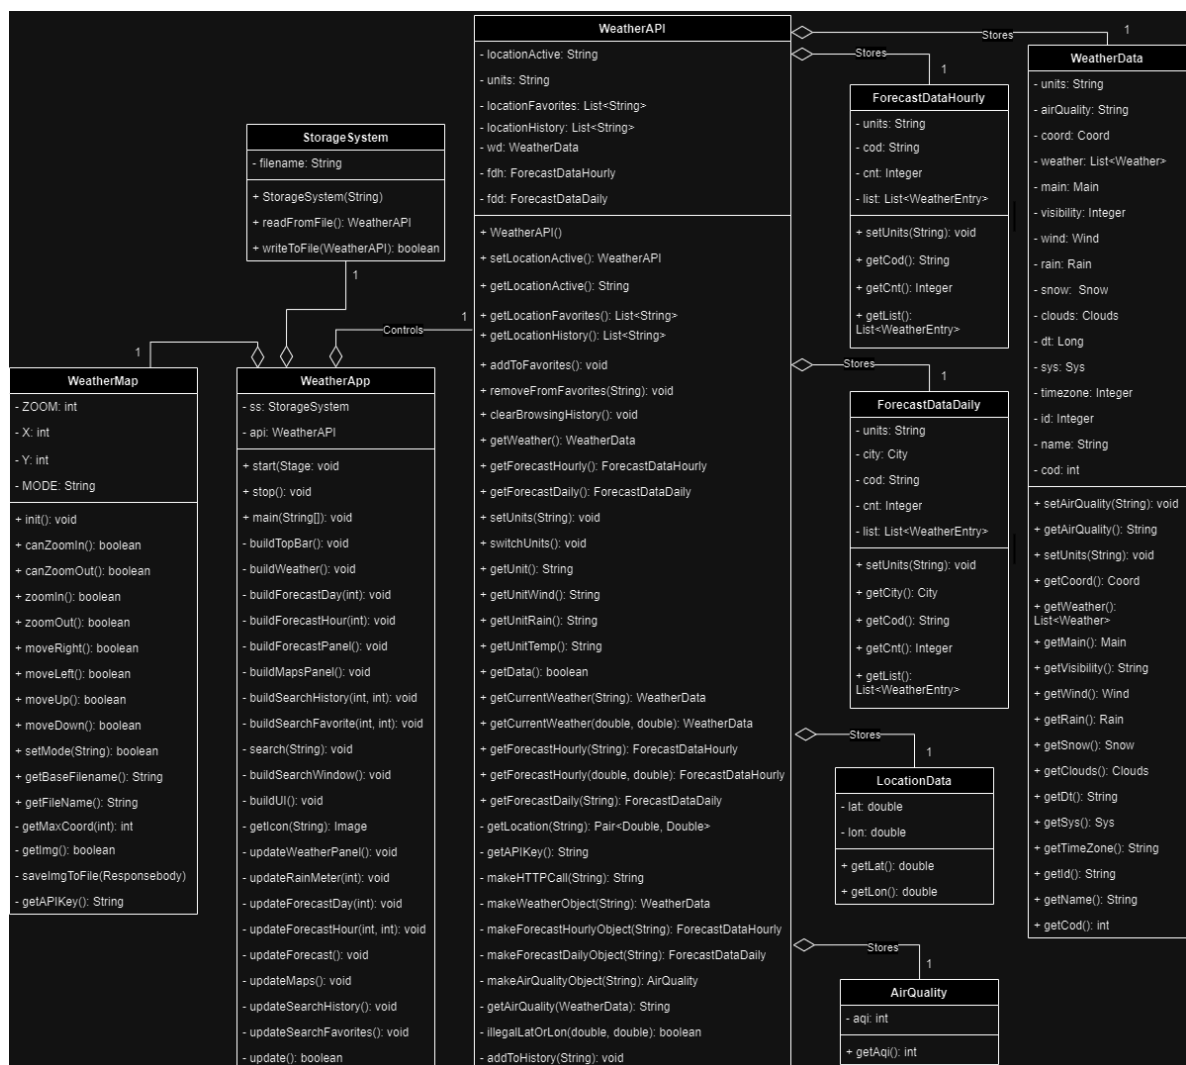 WeatherAPI
- locationActive: String
- units: String
- locationFavorites: List<String>
- locationHistory: List<String>
- wd: WeatherData
- fdh: ForecastDataHourly
- fdd: ForecastDataDaily
+ WeatherAPI()
+ setLocationActive(): WeatherAPI
+ getLocationActive(): String
+ getLocationFavorites(): List<String>
+ getLocationHistory(): List<String>
+ addToFavorites(): void
+ removeFromFavorites(String): void
+ clearBrowsingHistory(): void
+ getWeather(): WeatherData
+ getForecastHourly(): ForecastDataHourly
+ getForecastDaily(): ForecastDataDaily
+ setUnits(String): void
+ switchUnits(): void
+ getUnit(): String
+ getUnitWind(): String
+ getUnitRain(): String
+ getUnitTemp(): String
+ getData(): boolean
+ getCurrentWeather(String): WeatherData
+ getCurrentWeather(double, double): WeatherData
+ getForecastHourly(String): ForecastDataHourly
+ getForecastHourly(double, double): ForecastDataHourly
+ getForecastDaily(String): ForecastDataDaily
- getLocation(String): Pair<Double, Double>
- getAPIKey(): String
- makeHTTPCall(String): String
- makeWeatherObject(String): WeatherData
- makeForecastHourlyObject(String): ForecastDataHourly
- makeForecastDailyObject(String): ForecastDataDaily
- makeAirQualityObject(String): AirQuality
- getAirQuality(WeatherData): String
- illegalLatOrLon(double, double): boolean
- addToHistory(String): void
StorageSystem
- filename: String
+ StorageSystem(String)
+ readFromFile(): WeatherAPI
+ writeToFile(WeatherAPI): boolean
1
1
Controls
1
WeatherMap
- ZOOM: int
- X: int
- Y: int
- MODE: String
+ init(): void
+ canZoomIn(): boolean
+ canZoomOut(): boolean
+ zoomIn(): boolean
+ zoomOut(): boolean
+ moveRight(): boolean
+ moveLeft(): boolean
+ moveUp(): boolean
+ moveDown(): boolean
+ setMode(String): boolean
+ getBaseFilename(): String
+ getFileName(): String
- getMaxCoord(int): int
- getImg(): boolean
- saveImgToFile(Responsebody)
- getAPIKey(): String
WeatherApp
- ss: StorageSystem
- api: WeatherAPI
+ start(Stage: void
+ stop(): void
+ main(String[]): void
- buildTopBar(): void
- buildWeather(): void
- buildForecastDay(int): void
- buildForecastHour(int): void
- buildForecastPanel(): void
- buildMapsPanel(): void
- buildSearchHistory(int, int): void
- buildSearchFavorite(int, int): void
- search(String): void
- buildSearchWindow(): void
- buildUI(): void
- getIcon(String): Image
- updateWeatherPanel(): void
- updateRainMeter(int): void
- updateForecastDay(int): void
- updateForecastHour(int, int): void
- updateForecast(): void
- updateMaps(): void
- updateSearchHistory(): void
- updateSearchFavorites(): void
- update(): boolean
Stores
1
Stores
1
ForecastDataHourly
- units: String
- cod: String
- cnt: Integer
- list: List<WeatherEntry>
+ setUnits(String): void
+ getCod(): String
+ getCnt(): Integer
+ getList():
List<WeatherEntry>
Stores
1
ForecastDataDaily
- units: String
- city: City
- cod: String
- cnt: Integer
- list: List<WeatherEntry>
+ setUnits(String): void
+ getCity(): City
+ getCod(): String
+ getCnt(): Integer
+ getList():
List<WeatherEntry>
Stores
1
LocationData
- lat: double
- lon: double
+ getLat(): double
+ getLon(): double
Stores
1
AirQuality
- aqi: int
+ getAqi(): int
WeatherData
- units: String
- airQuality: String
- coord: Coord
- weather: List<Weather>
- main: Main
- visibility: Integer
- wind: Wind
- rain: Rain
- snow: Snow
- clouds: Clouds
- dt: Long
- sys: Sys
- timezone: Integer
- id: Integer
- name: String
- cod: int
+ setAirQuality(String): void
+ getAirQuality(): String
+ setUnits(String): void
+ getCoord(): Coord
+ getWeather():
List<Weather>
+ getMain(): Main
+ getVisibility(): String
+ getWind(): Wind
+ getRain(): Rain
+ getSnow(): Snow
+ getClouds(): Clouds
+ getDt(): String
+ getSys(): Sys
+ getTimeZone(): String
+ getId(): String
+ getName(): String
+ getCod(): int